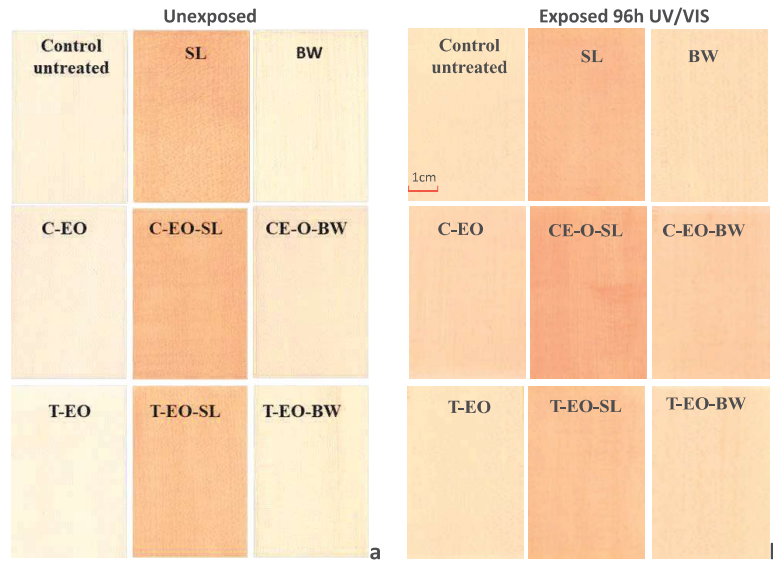 Unexposed
Exposed 96h UV/VIS
Control
untreated
SL
BW
Control
untreated
SL
BW
1cm
C-EO
C-EO-SL
CE-O-BW
C-EO
CE-O-SL
C-EO-BW
T-EO
T-EO-SL
T-EO-BW
T-EO
T-EO-SL
T-EO-BW
a